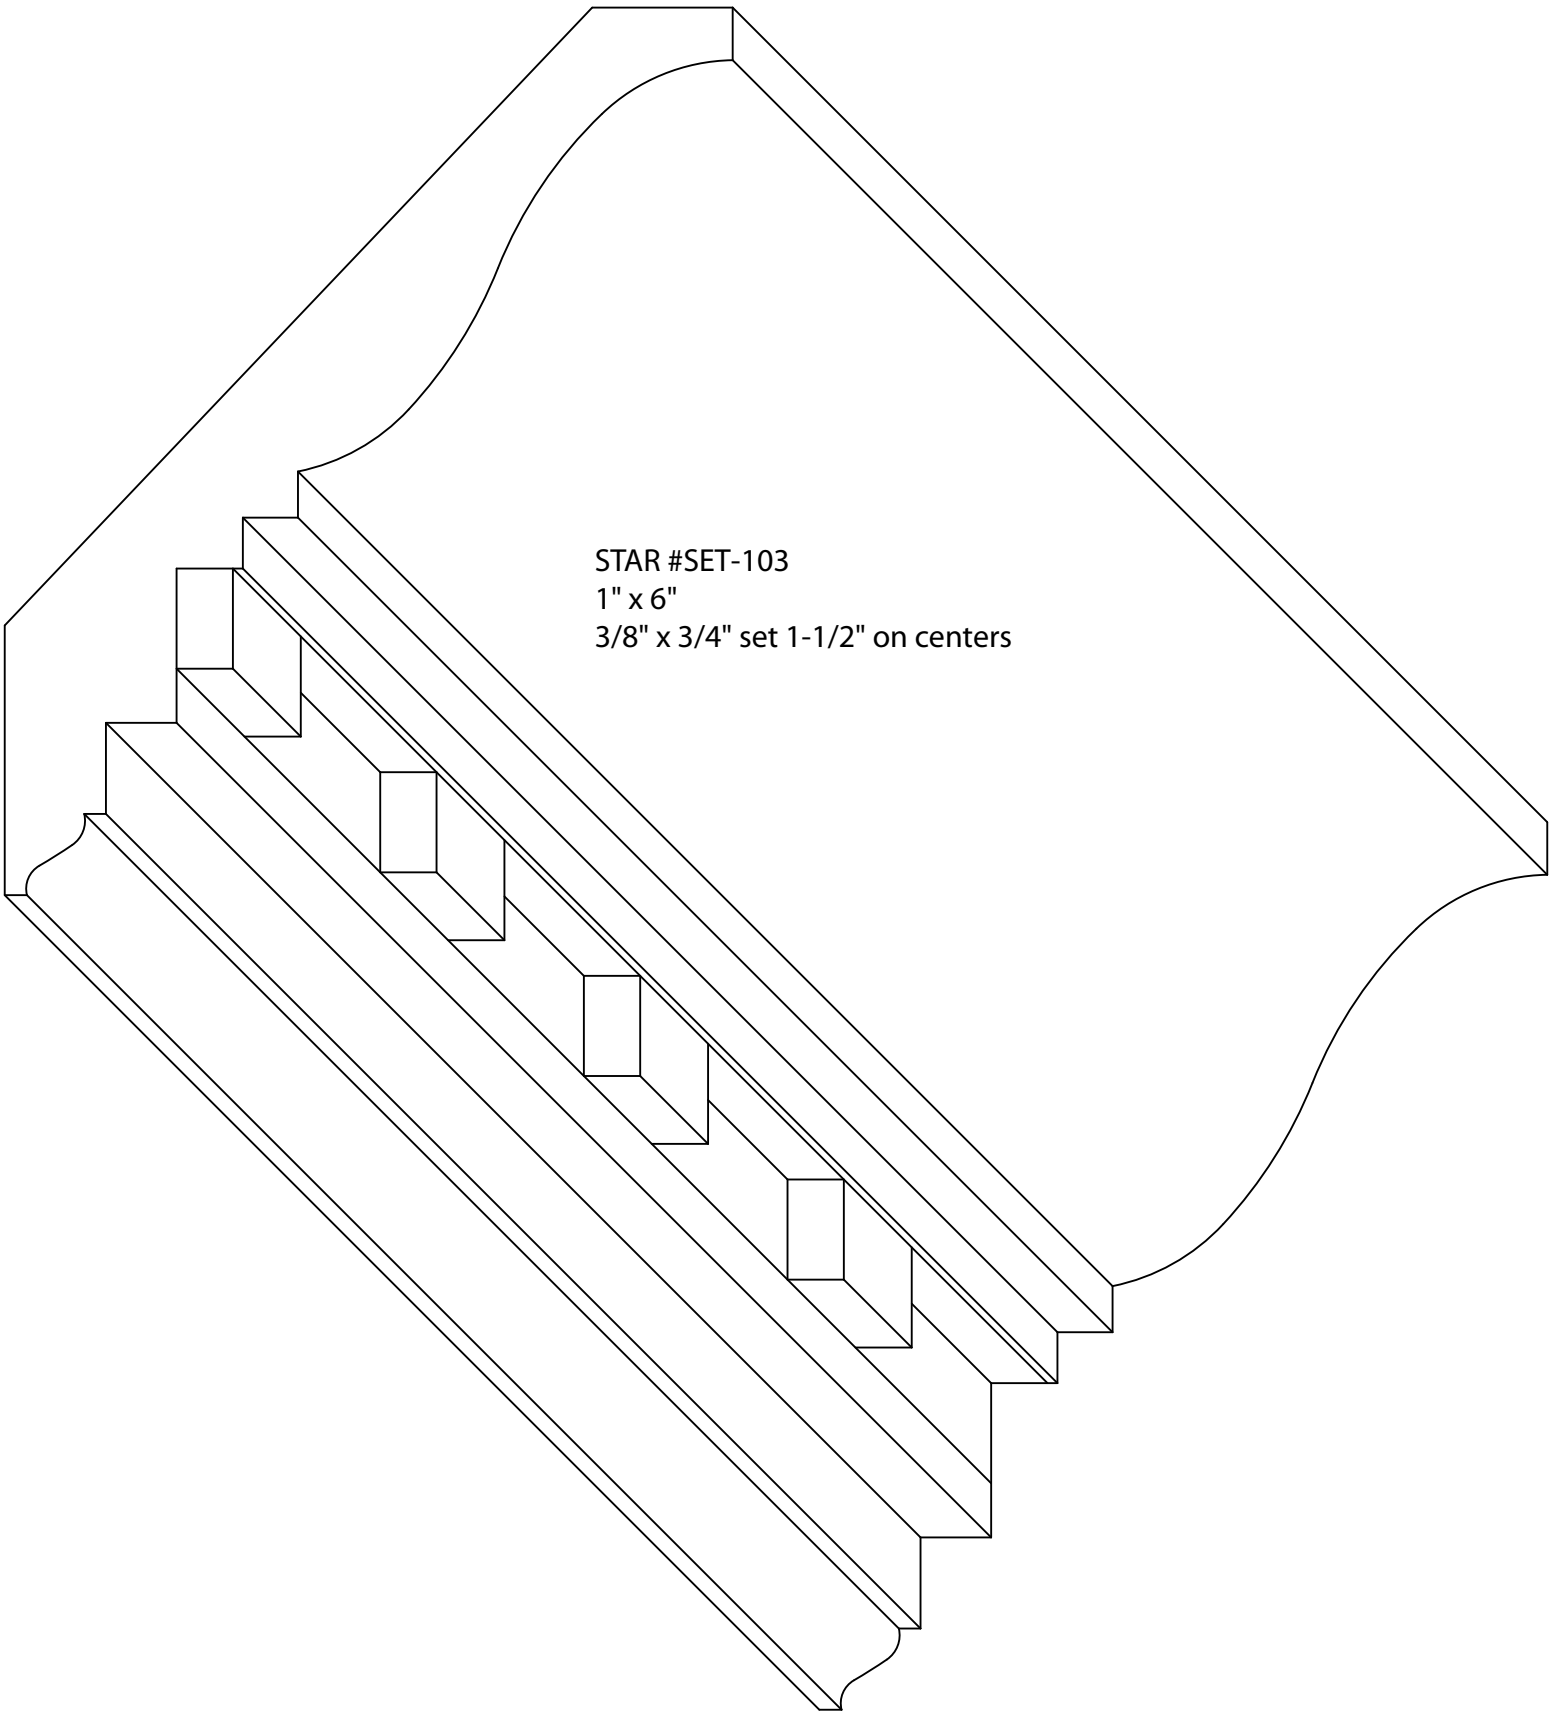 STAR #SET-103
1" x 6"
3/8" x 3/4" set 1-1/2" on centers